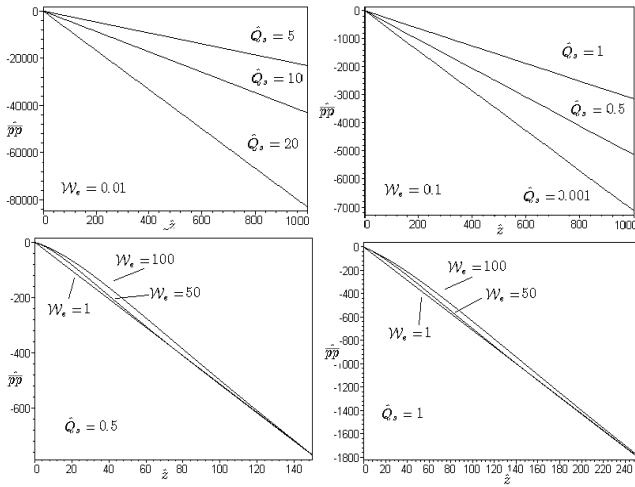 0
-20000
-40000
-60000
-80000
p̂p̂
Q̂s = 5
Q̂s = 10
Q̂s = 20
𝒲e = 0.01
0 200 400 600 800 1000
ẑ
0
-1000
-2000
-3000
-4000
-5000
-6000
-7000
p̂p̂
Q̂s = 1
Q̂s = 0.5
Q̂s = 0.001
𝒲e = 0.1
0 200 400 600 800 1000
ẑ
0
-200
-400
-600
p̂p̂
𝒲e = 100
𝒲e = 50
𝒲e = 1
Q̂s = 0.5
0 20 40 60 80 100 120 140
ẑ
0
-200
-400
-600
-800
-1000
-1200
-1400
-1600
-1800
p̂p̂
𝒲e = 100
𝒲e = 50
𝒲e = 1
Q̂s = 1
0 20 40 60 80 100 120 140 160 180 200 220 240
ẑ